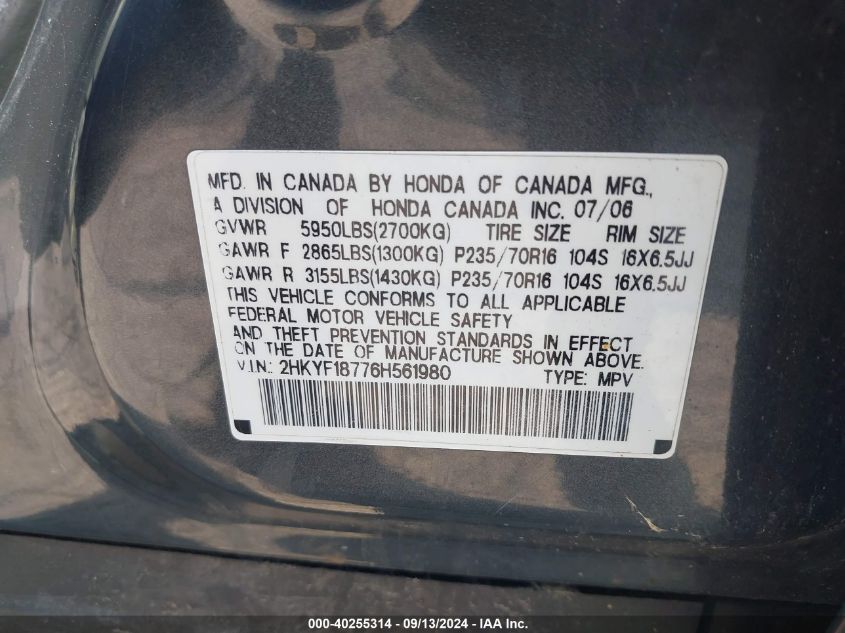 MFD. IN CANADA BY HONDA OF CANADA MFG.,
A DIVISION OF HONDA CANADA INC. 07/06
GVWR 5950LBS(2700KG) TIRE SIZE RIM SIZE
GAWR F 2865LBS(1300KG) P235/70R16 104S 16X6.5JJ
GAWR R 3155LBS(1430KG) P235/70R16 104S 16X6.5JJ
THIS VEHICLE CONFORMS TO ALL APPLICABLE
FEDERAL MOTOR VEHICLE SAFETY
AND THEFT PREVENTION STANDARDS IN EFFECT
ON THE DATE OF MANUFACTURE SHOWN ABOVE.
V.I.N.: 2HKYF18776H561980 TYPE: MPV
000-40255314 - 09/13/2024 - IAA Inc.